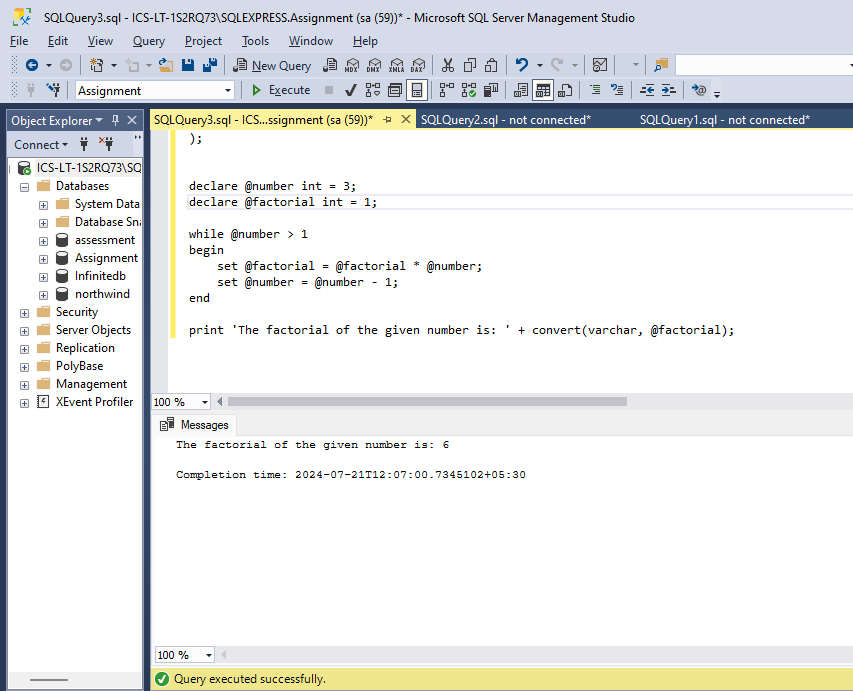 SQLQuery3.sql - ICS-LT-1S2RQ73\SQLEXPRESS.Assignment (sa (59))* - Microsoft SQL Server Management Studio
File Edit View Query Project Tools Window Help
New Query MDX DMX XMLA DAX
Assignment Execute
Object Explorer
SQLQuery3.sql - ICS...ssignment (sa (59))* SQLQuery2.sql - not connected* SQLQuery1.sql - not connected*
Connect
ICS-LT-1S2RQ73\SQ
Databases
System Data
Database Sna
assessment
Assignment
Infinitedb
northwind
Security
Server Objects
Replication
PolyBase
Management
XEvent Profiler
);
declare @number int = 3;
declare @factorial int = 1;
while @number > 1
begin
set @factorial = @factorial * @number;
set @number = @number - 1;
end
print 'The factorial of the given number is: ' + convert(varchar, @factorial);
100 %
Messages
The factorial of the given number is: 6
Completion time: 2024-07-21T12:07:00.7345102+05:30
100 %
Query executed successfully.